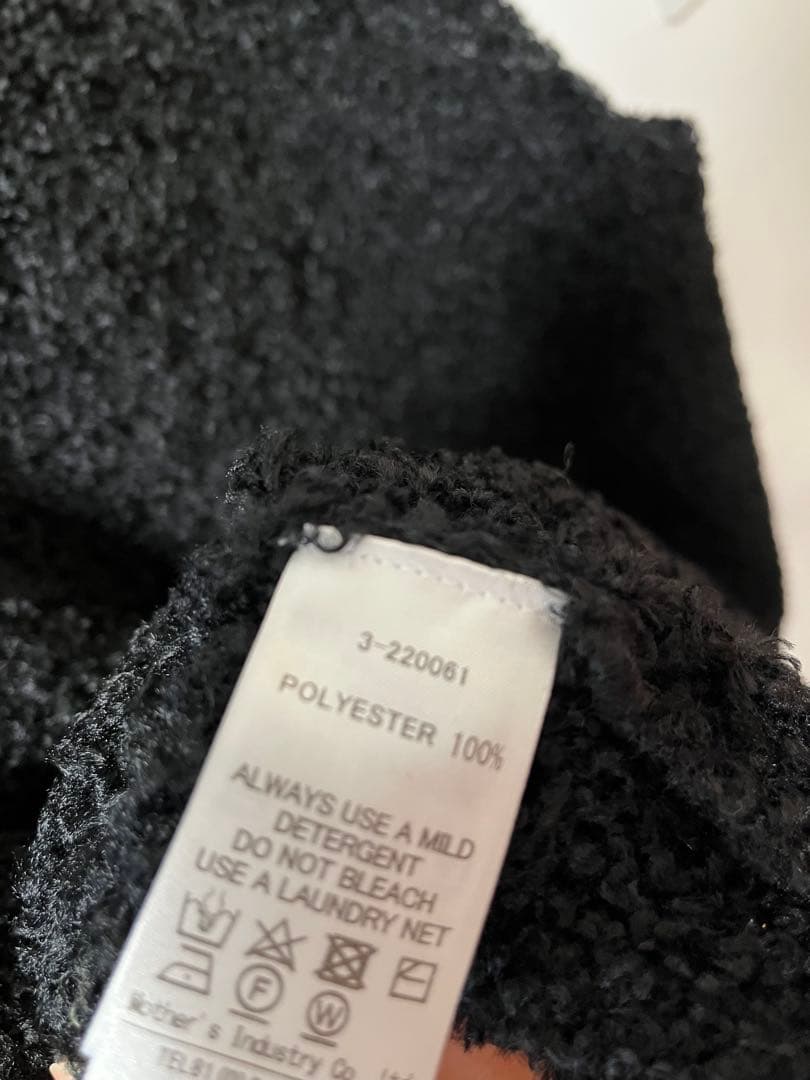 3-220061
POLYESTER 100%
ALWAYS USE A MILD
DETERGENT
DO NOT BLEACH
USE A LAUNDRY NET
F
W
Mother's Industry Co.